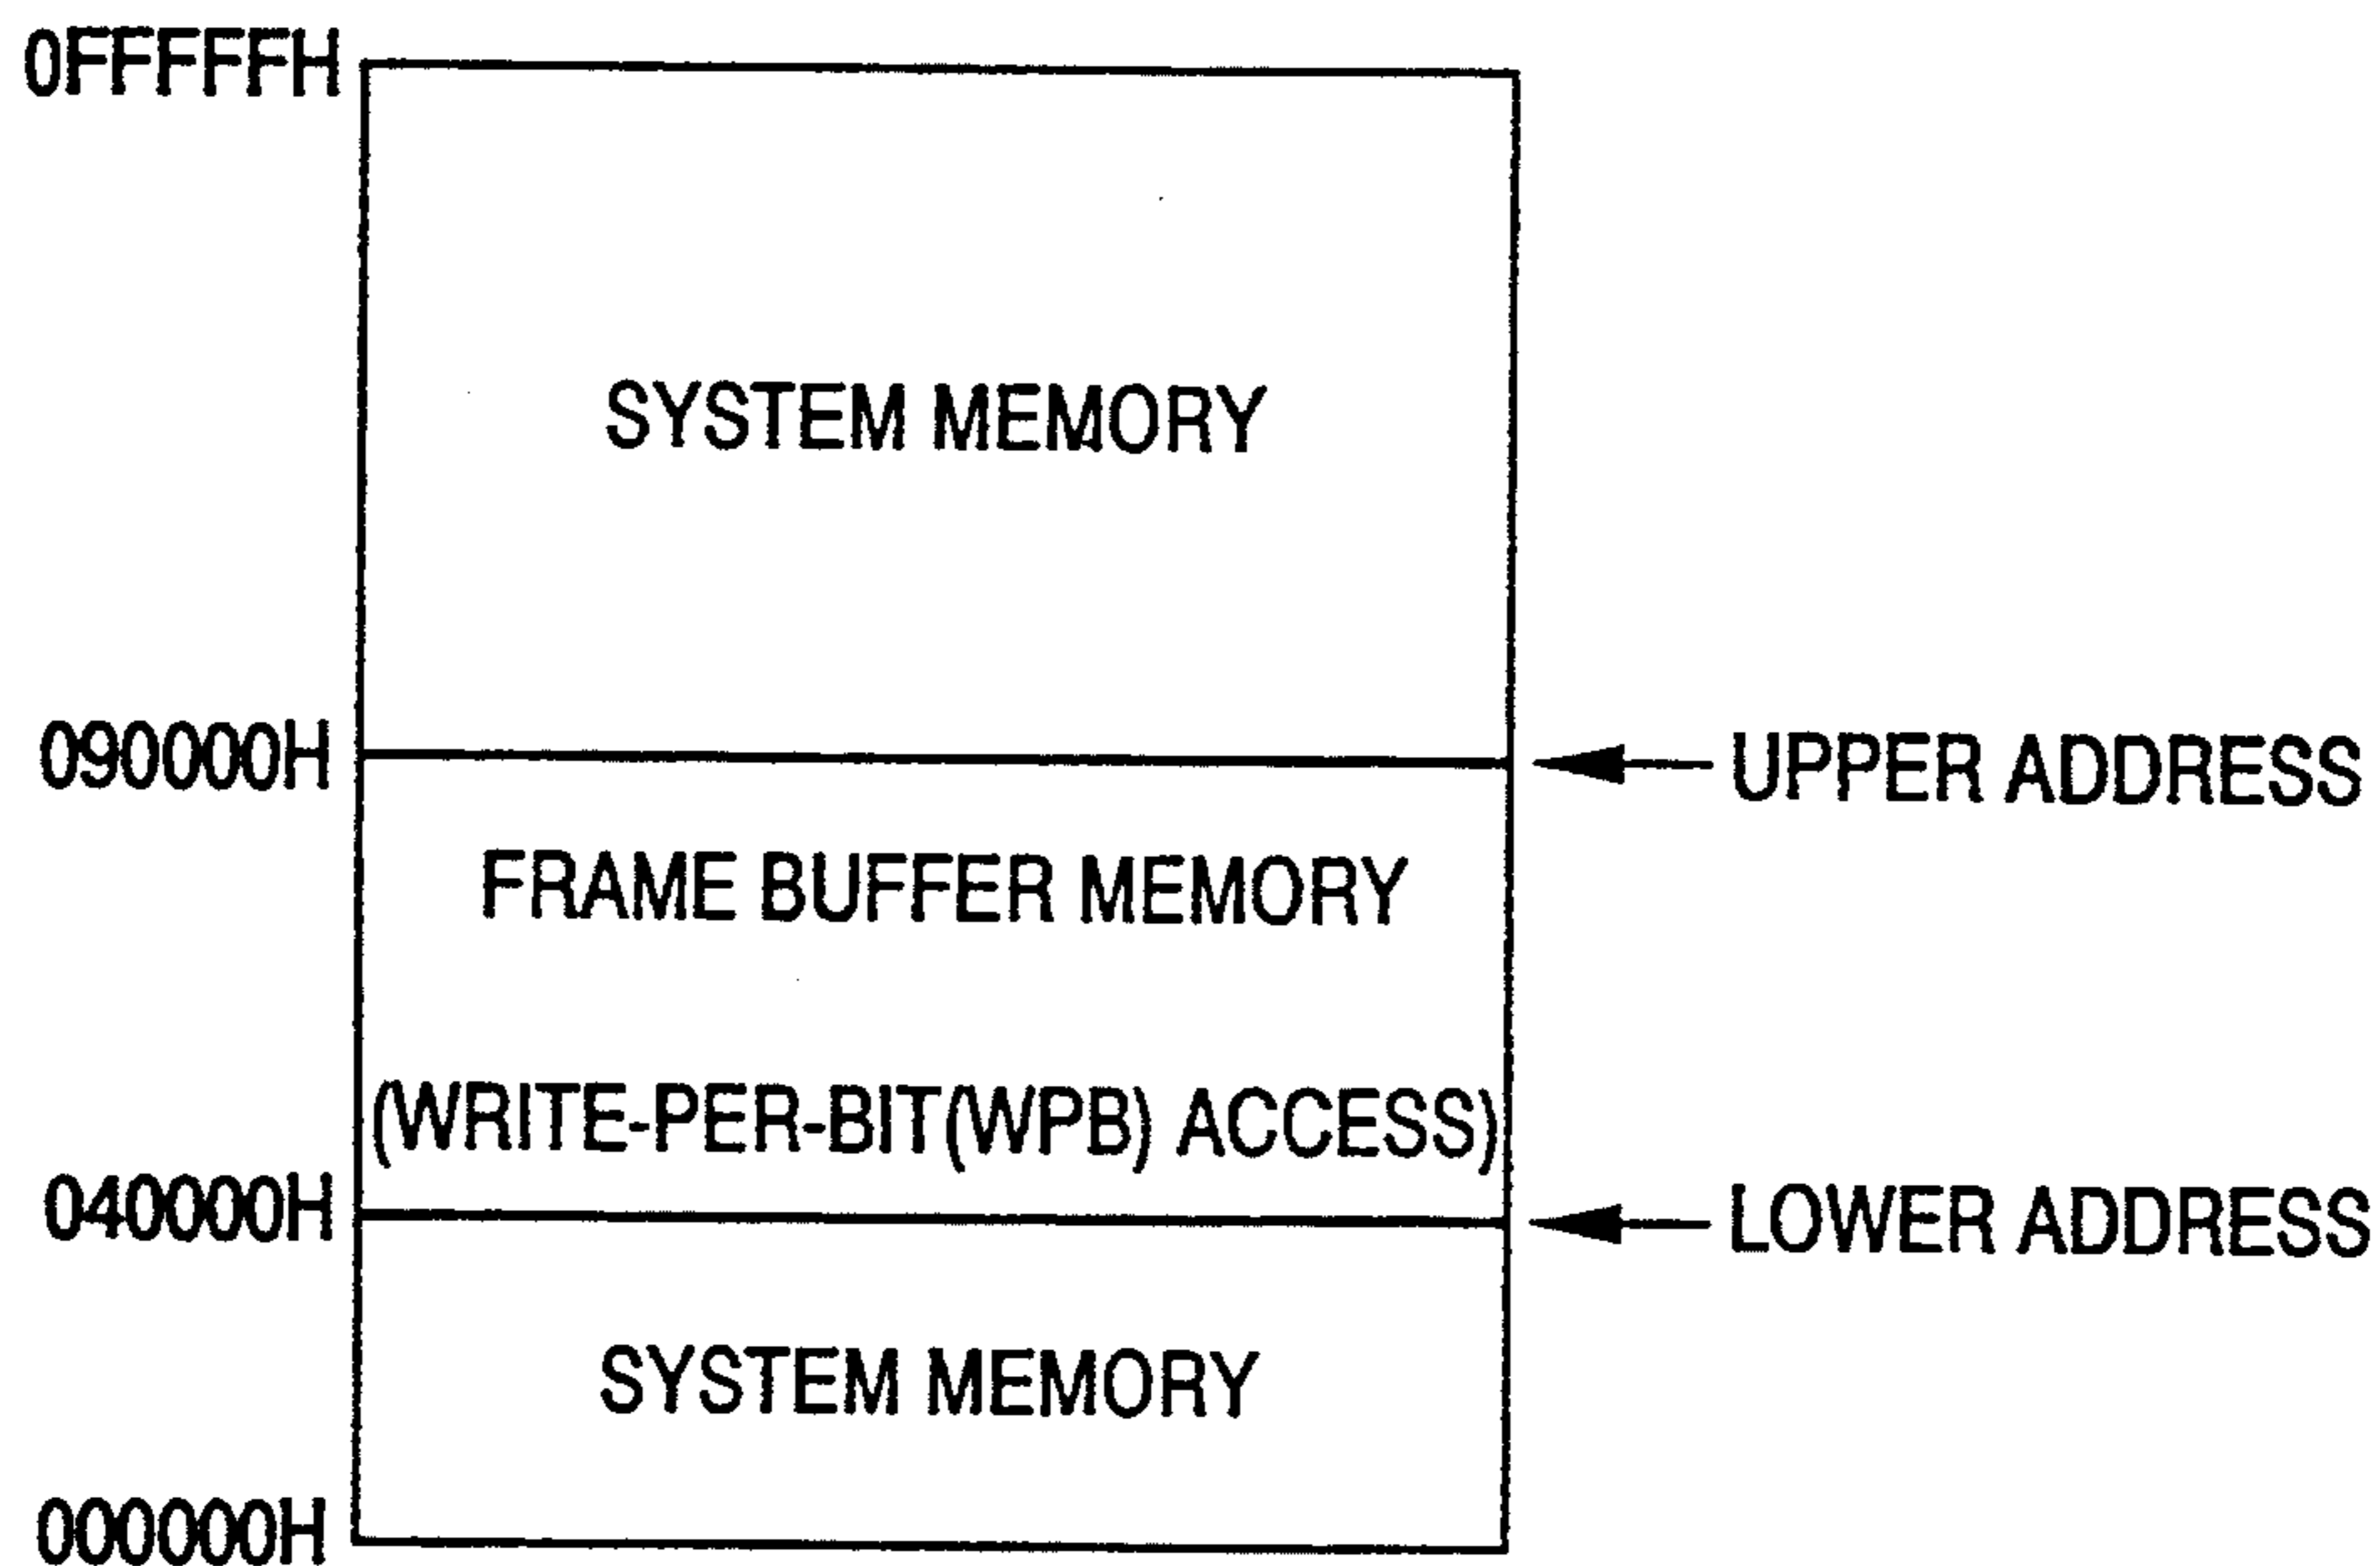 0FFFFFH
SYSTEM MEMORY
090000H
UPPER ADDRESS
FRAME BUFFER MEMORY
(WRITE-PER-BIT(WPB) ACCESS)
040000H
LOWER ADDRESS
SYSTEM MEMORY
000000H